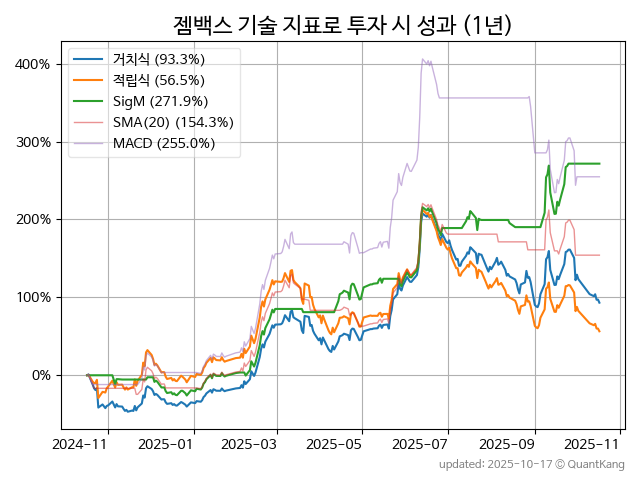 젬백스 기술 지표로 투자 시 성과 (1년)
거치식 (93.3%)
적립식 (56.5%)
SigM (271.9%)
SMA(20) (154.3%)
MACD (255.0%)
400%
300%
200%
100%
0%
2024-11 2025-01 2025-03 2025-05 2025-07 2025-09 2025-11
updated: 2025-10-17 © QuantKang